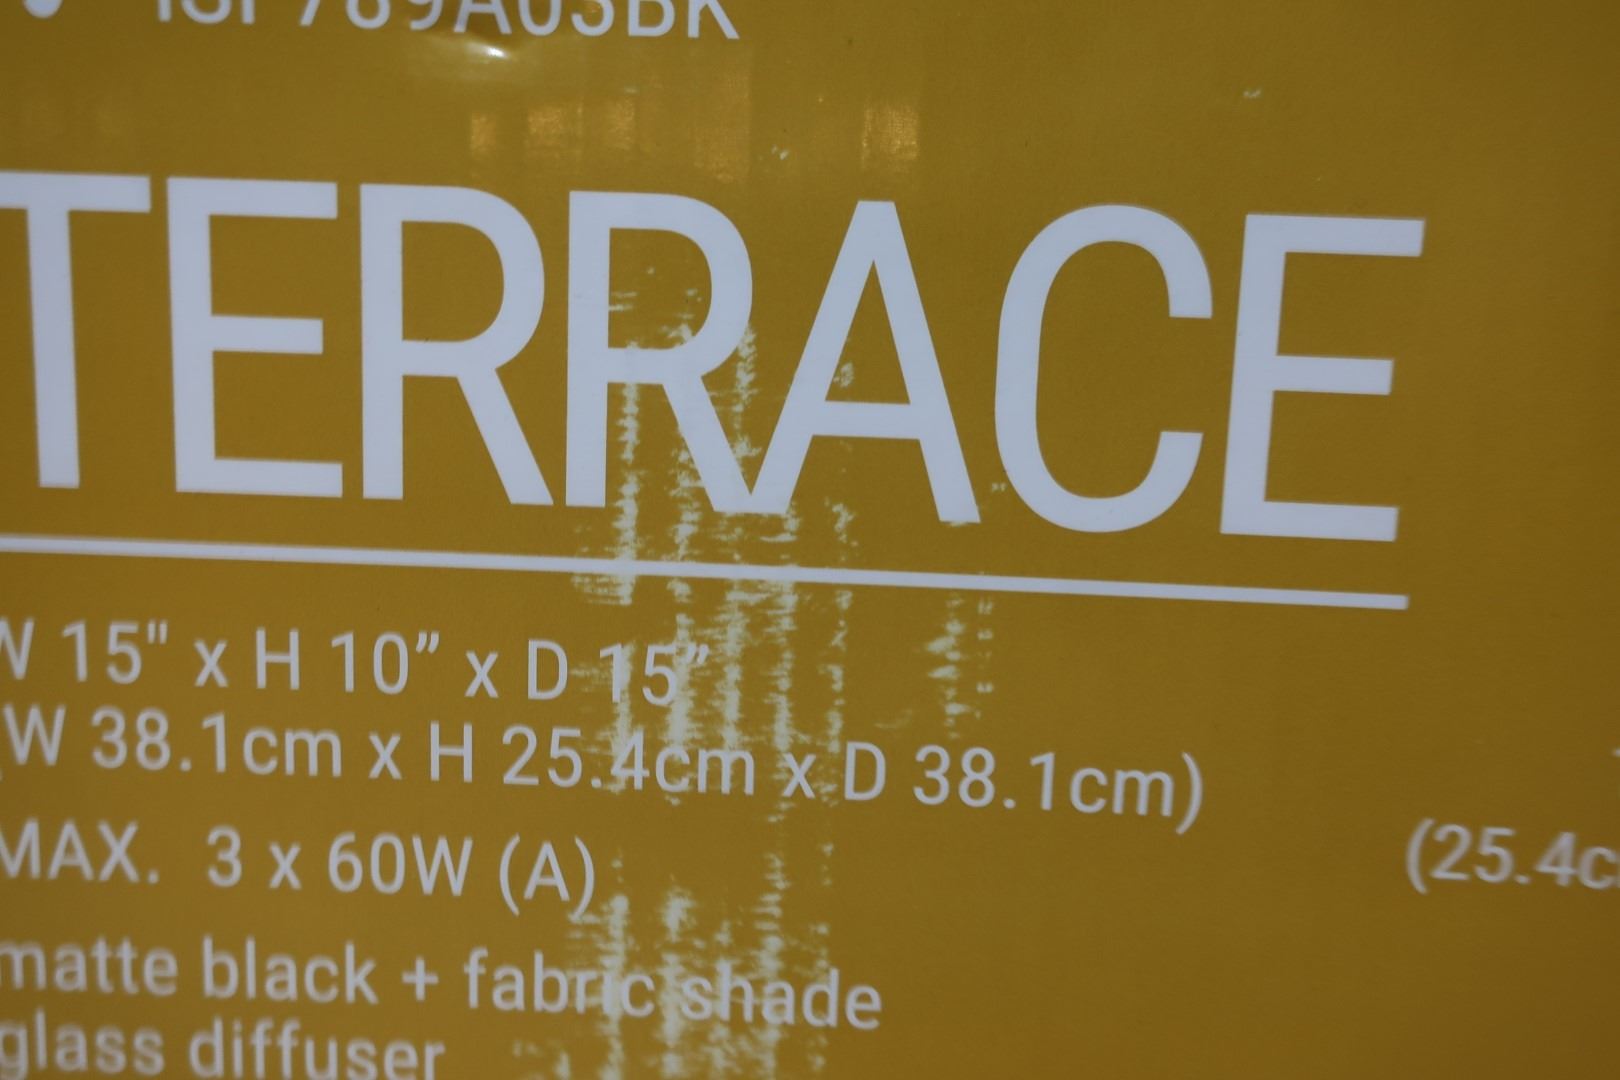 TERRACE
W 15" x H 10” x D 15”
(W 38.1cm x H 25.4cm x D 38.1cm)
(25.4c
MAX. 3 x 60W (A)
matte black + fabric shade
glass diffuser